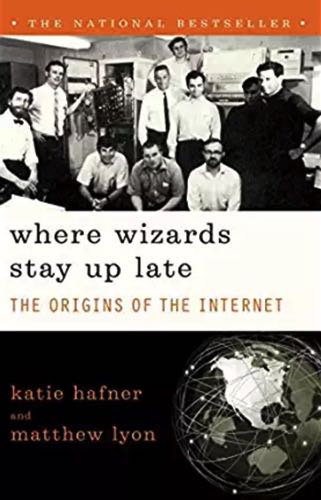 • THE NATIONAL BESTSELLER •
where wizards
stay up late
THE ORIGINS OF THE INTERNET
katie hafner
and
matthew lyon